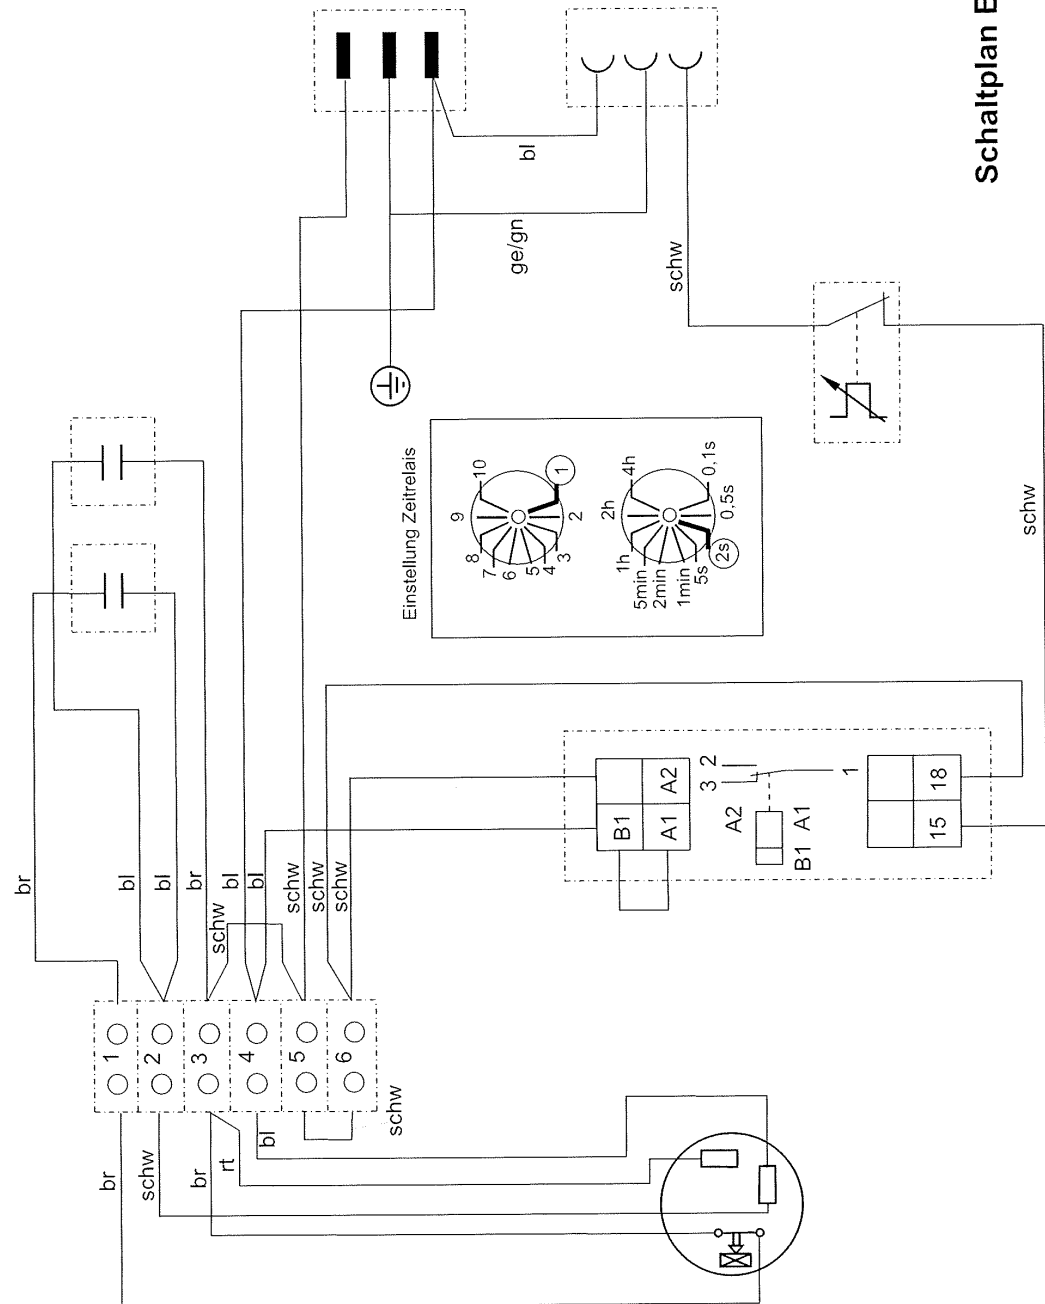 Schaltplan E
bl
ge/gn
schw
schw
Einstellung Zeitrelais
10
9
8
7
6
5
4
3
2
1
4h
2h
1h
5min
2min
1min
5s
2s
0,5s
0,1s
br
bl
bl
br
schw
bl
bl
schw
schw
schw
B1
A2
A1
3 2
1
A2
B1 A1
18
15
1
2
3
4
5
6
br
schw
br
rt
bl
schw